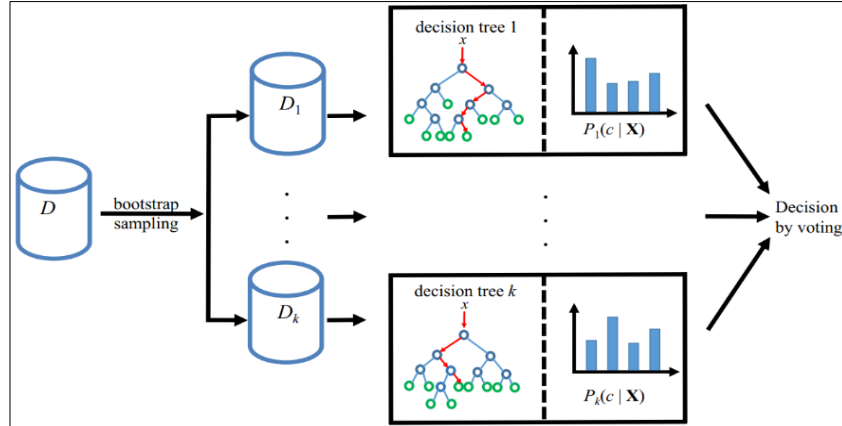 decision tree 1
x
D₁
P₁(c | X)
D
bootstrap
sampling
Decision
by voting
decision tree k
x
Dₖ
Pₖ(c | X)